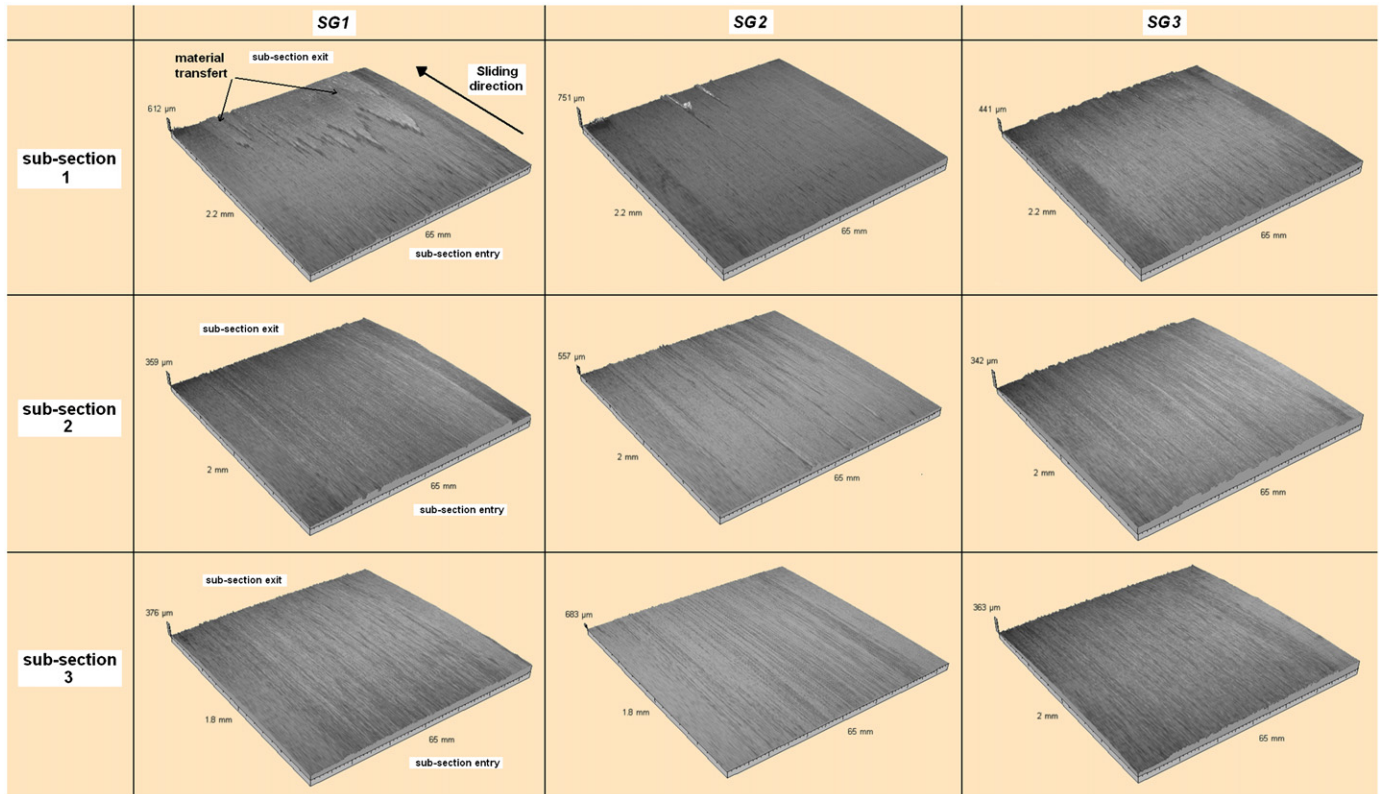 SG1
SG2
SG3
sub-section
1
material
transfert
sub-section exit
Sliding
direction
612 µm
2.2 mm
65 mm
sub-section entry
751 µm
2.2 mm
65 mm
441 µm
2.2 mm
65 mm
sub-section
2
sub-section exit
359 µm
2 mm
65 mm
sub-section entry
557 µm
2 mm
65 mm
342 µm
2 mm
65 mm
sub-section
3
sub-section exit
376 µm
1.8 mm
65 mm
sub-section entry
683 µm
1.8 mm
65 mm
363 µm
2 mm
65 mm